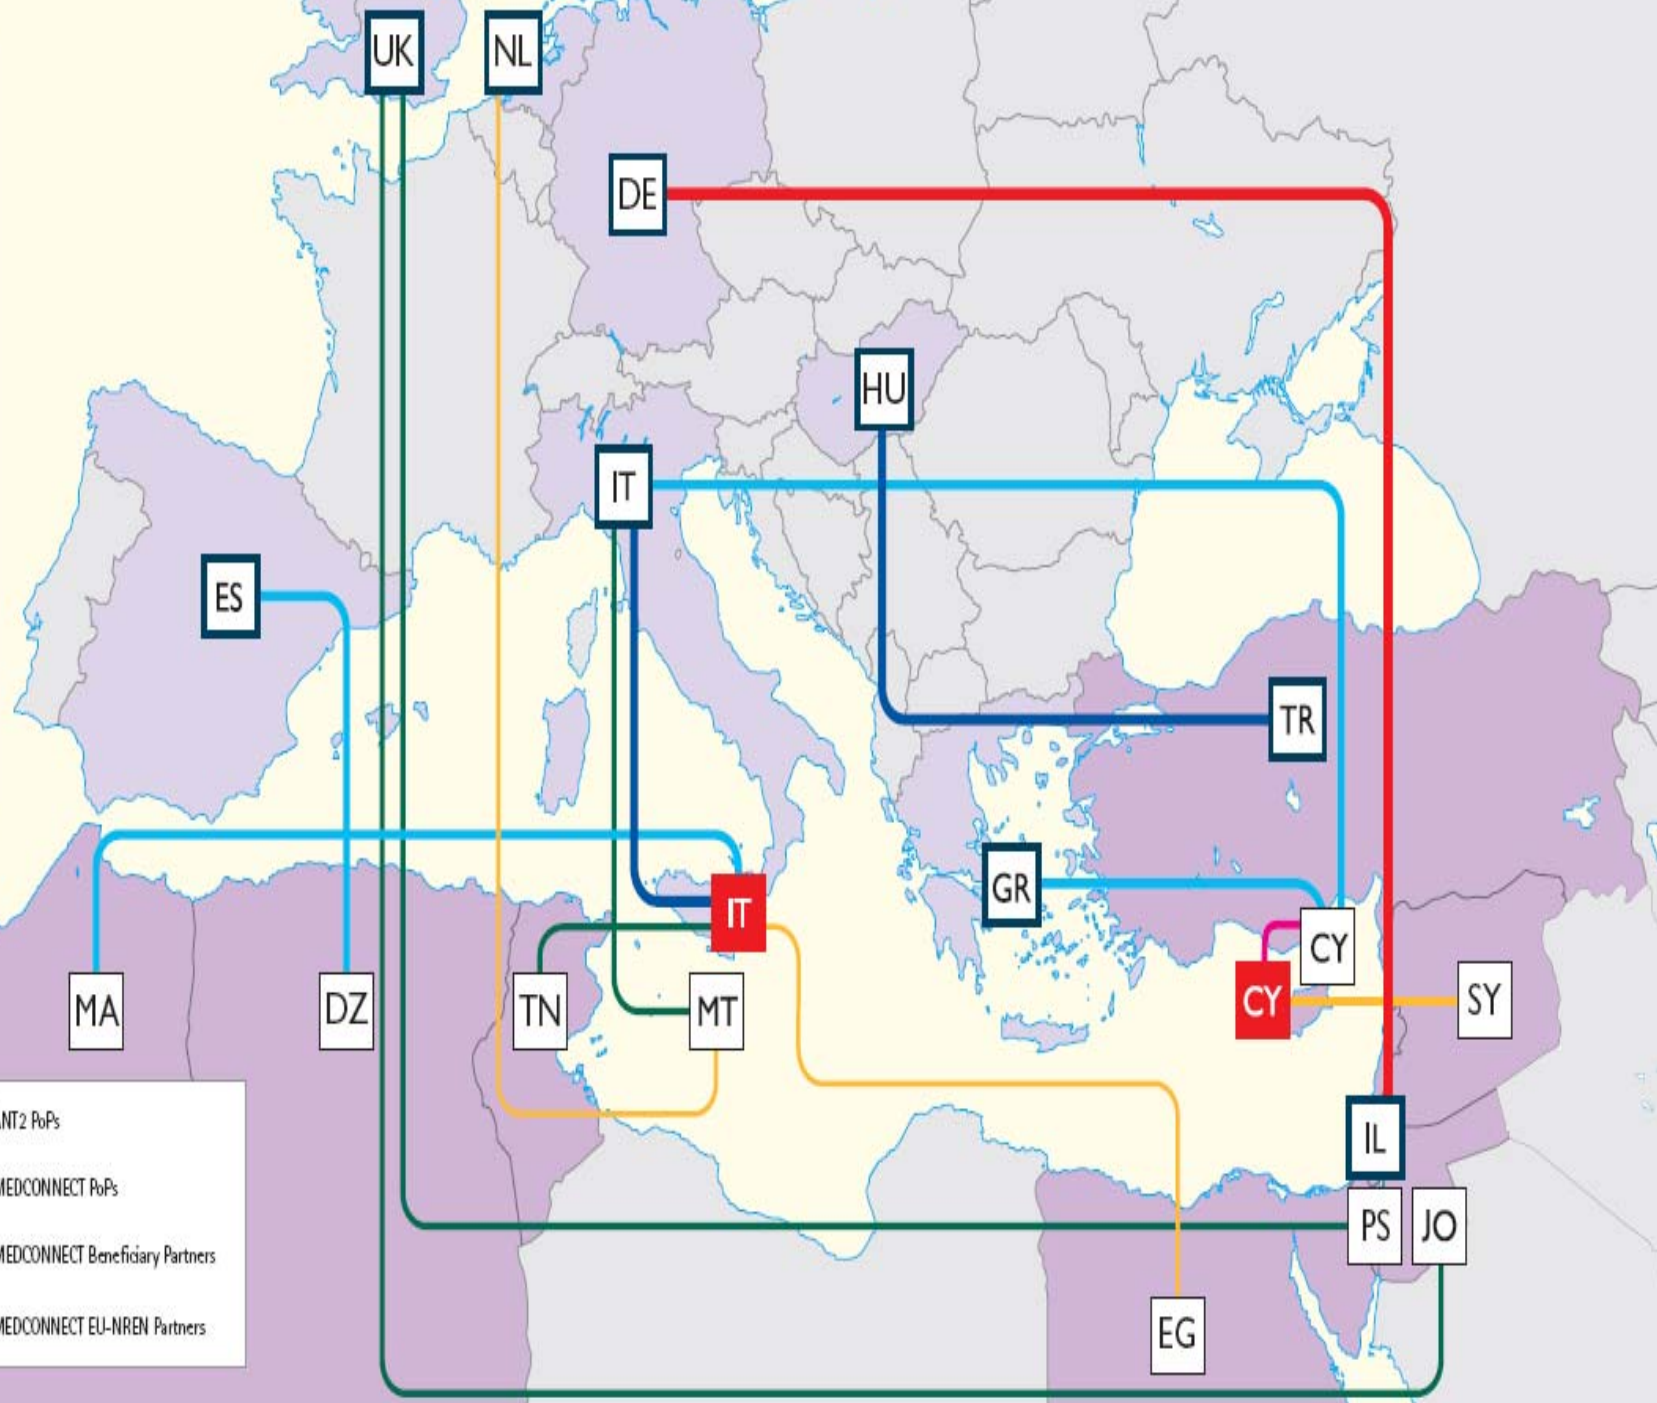 UK
NL
DE
HU
IT
ES
TR
GR
IT
CY
MA
DZ
TN
MT
CY
SY
IL
PS
JO
EG
ANT2 PoPs
MEDCONNECT PoPs
MEDCONNECT Beneficiary Partners
MEDCONNECT EU-NREN Partners